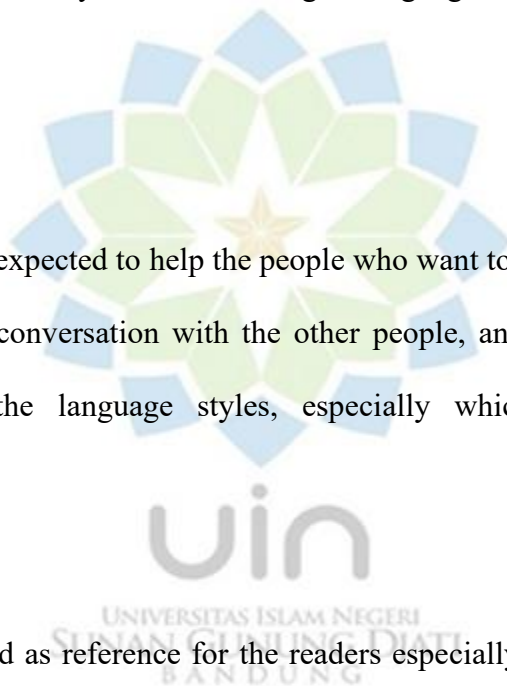 expected to help the people who want to
conversation with the other people, an
the language styles, especially whic
uin
UNIVERSITAS ISLAM NEGERI
SUNAN GUNUNG DJATI
d as reference for the readers especially
BANDUNG